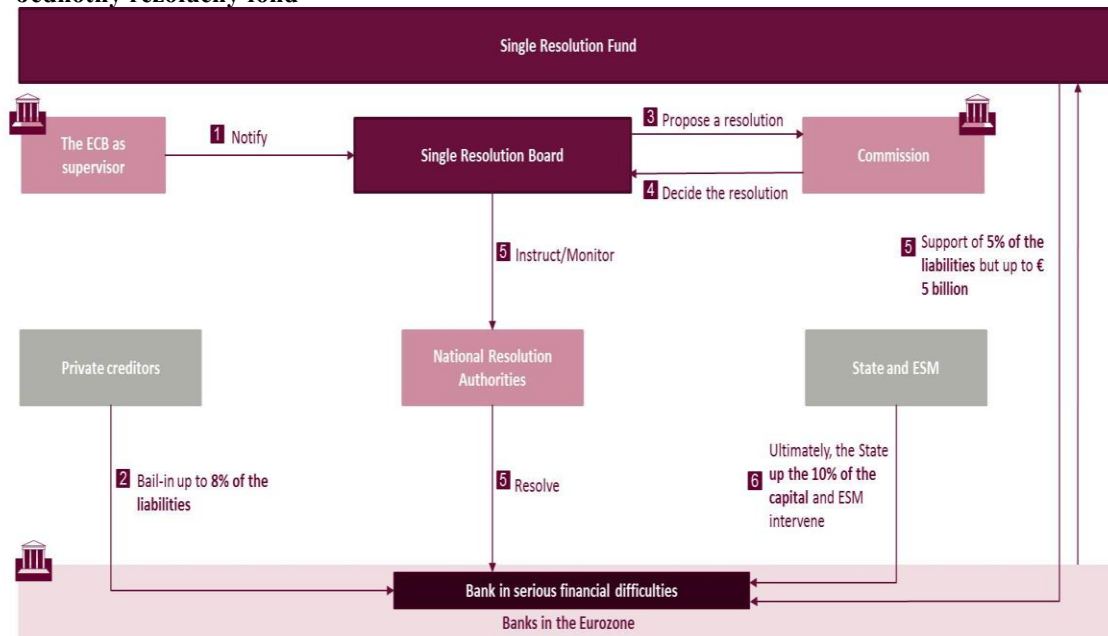 Single Resolution Fund
The ECB as
supervisor
1 Notify
Single Resolution Board
3 Propose a resolution
4 Decide the resolution
Commission
5 Instruct/Monitor
5 Support of 5% of the
liabilities but up to €
5 billion
Private creditors
National Resolution
Authorities
State and ESM
2 Bail-in up to 8% of the
liabilities
5 Resolve
Ultimately, the State
6 up the 10% of the
capital and ESM
intervene
Bank in serious financial difficulties
Banks in the Eurozone